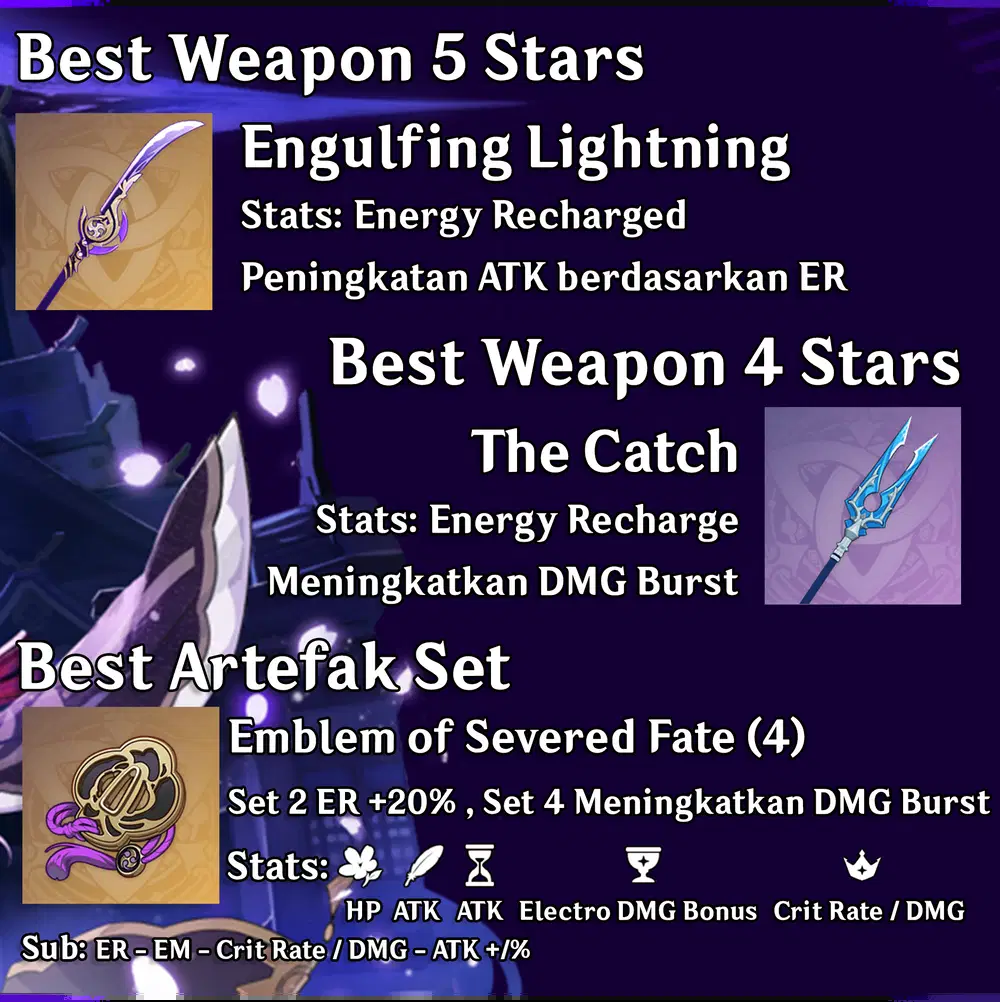 Best Weapon 5 Stars
Engulfing Lightning
Stats: Energy Recharged
Peningkatan ATK berdasarkan ER
Best Weapon 4 Stars
The Catch
Stats: Energy Recharge
Meningkatkan DMG Burst
Best Artefak Set
Emblem of Severed Fate (4)
Set 2 ER +20% , Set 4 Meningkatkan DMG Burst
Stats:
HP ATK ATK Electro DMG Bonus Crit Rate / DMG
Sub: ER – EM – Crit Rate / DMG – ATK +/%